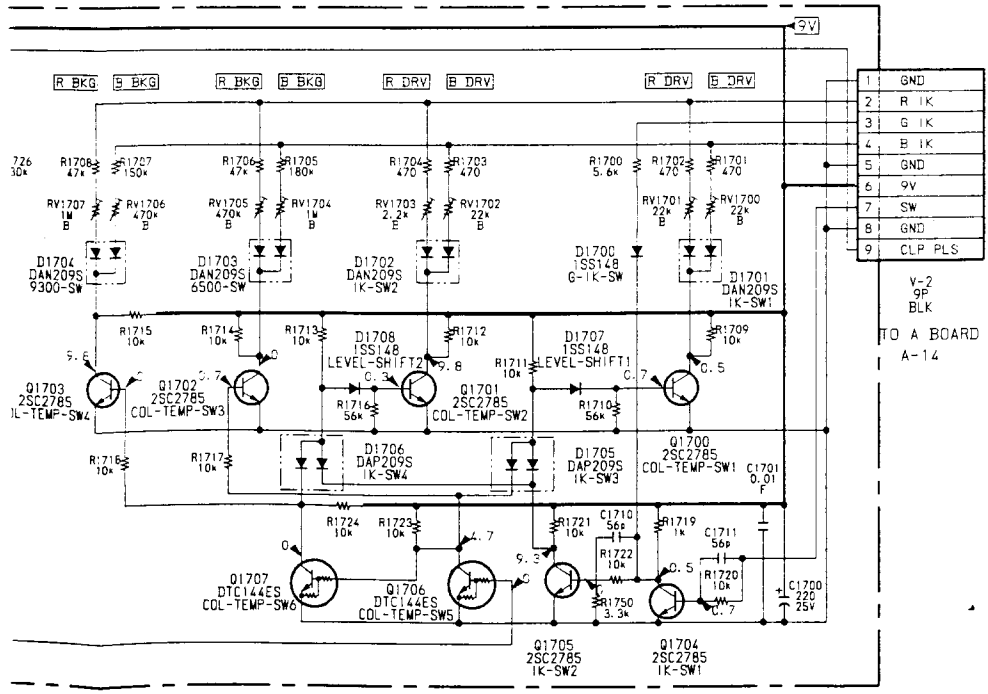 9V
R BKG B BKG R BKG B BKG R DRV B DRV R DRV B DRV
1 GND
2 R IK
3 G IK
4 B IK
5 GND
6 9V
7 SW
8 GND
9 CLP PLS
V-2
9P
BLK
TO A BOARD
A-14
R1708
47k
R1707
150k
R1706
47k
R1705
180k
R1704
470
R1703
470
R1700
5.6k
R1702
470
R1701
470
RV1707
1M
B
RV1706
470k
B
RV1705
470k
B
RV1704
1M
B
RV1703
2.2k
B
RV1702
22k
B
RV1701
22k
B
RV1700
22k
B
D1704
DAN209S
9300-SW
D1703
DAN209S
6500-SW
D1702
DAN209S
IK-SW2
D1700
1SS148
G-IK-SW
D1701
DAN209S
IK-SW1
R1715
10k
R1714
10k
R1713
10k
D1708
1SS148
LEVEL-SHIFT2
R1712
10k
R1711
10k
D1707
1SS148
LEVEL-SHIFT1
R1709
10k
9.8
0
0.7
0
0.3
9.8
0.7
0.5
Q1703
2SC2785
Q1702
2SC2785
COL-TEMP-SW3
R1716
56k
Q1701
2SC2785
COL-TEMP-SW2
R1710
56k
Q1700
2SC2785
COL-TEMP-SW1
R1718
10k
R1717
10k
D1706
DAP209S
IK-SW4
D1705
DAP209S
IK-SW3
C1701
0.01
F
R1724
10k
R1723
10k
R1721
10k
C1710
56p
R1719
1k
C1711
56p
R1722
10k
R1720
10k
0
4.7
0
9.3
0.5
0.7
R1750
3.3k
C1700
220
25V
Q1707
DTC144ES
COL-TEMP-SW6
Q1706
DTC144ES
COL-TEMP-SW5
Q1705
2SC2785
IK-SW2
Q1704
2SC2785
IK-SW1